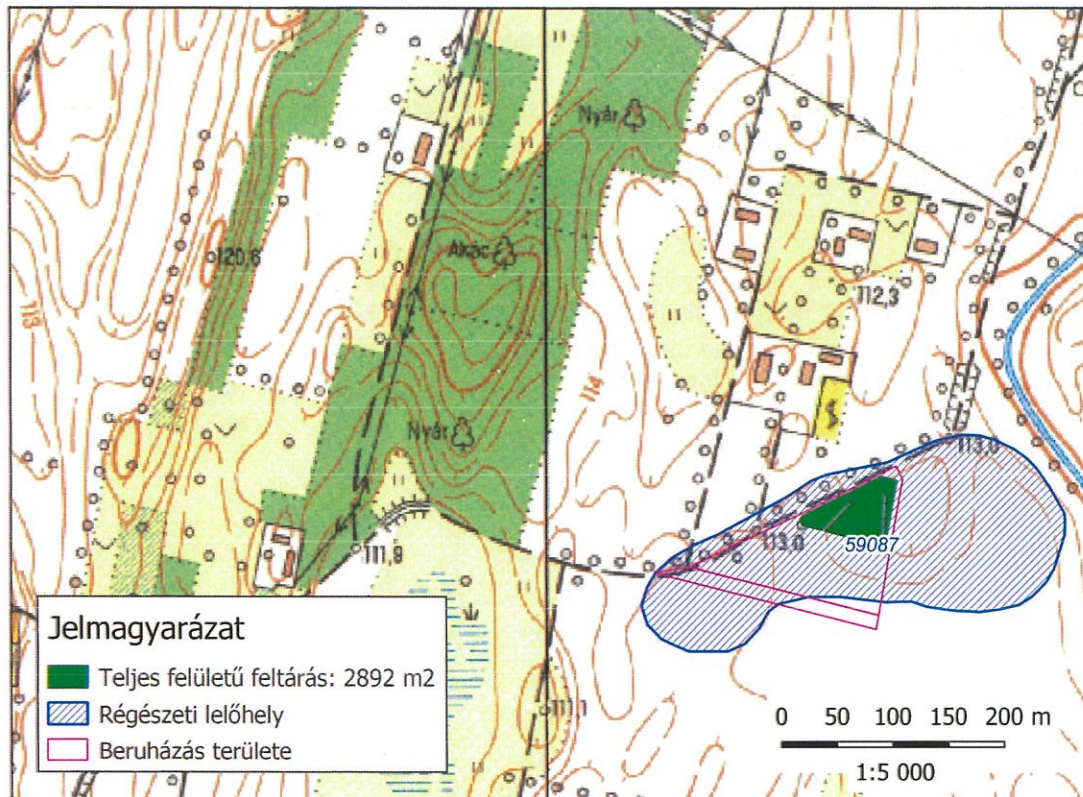 Nyár
Akác
120,6
113
112,3
114
Nyár
113,0
113,0
59087
111,9
111,1
Jelmagyarázat
Teljes felületű feltárás: 2892 m2
Régészeti lelőhely
Beruházás területe
0 50 100 150 200 m
1:5 000